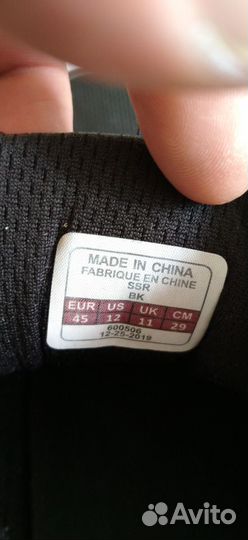 MADE IN CHINA
FABRIQUE EN CHINE
SSR
BK
EUR US UK CM
45 12 11 29
600506
12-25-2019
Avito